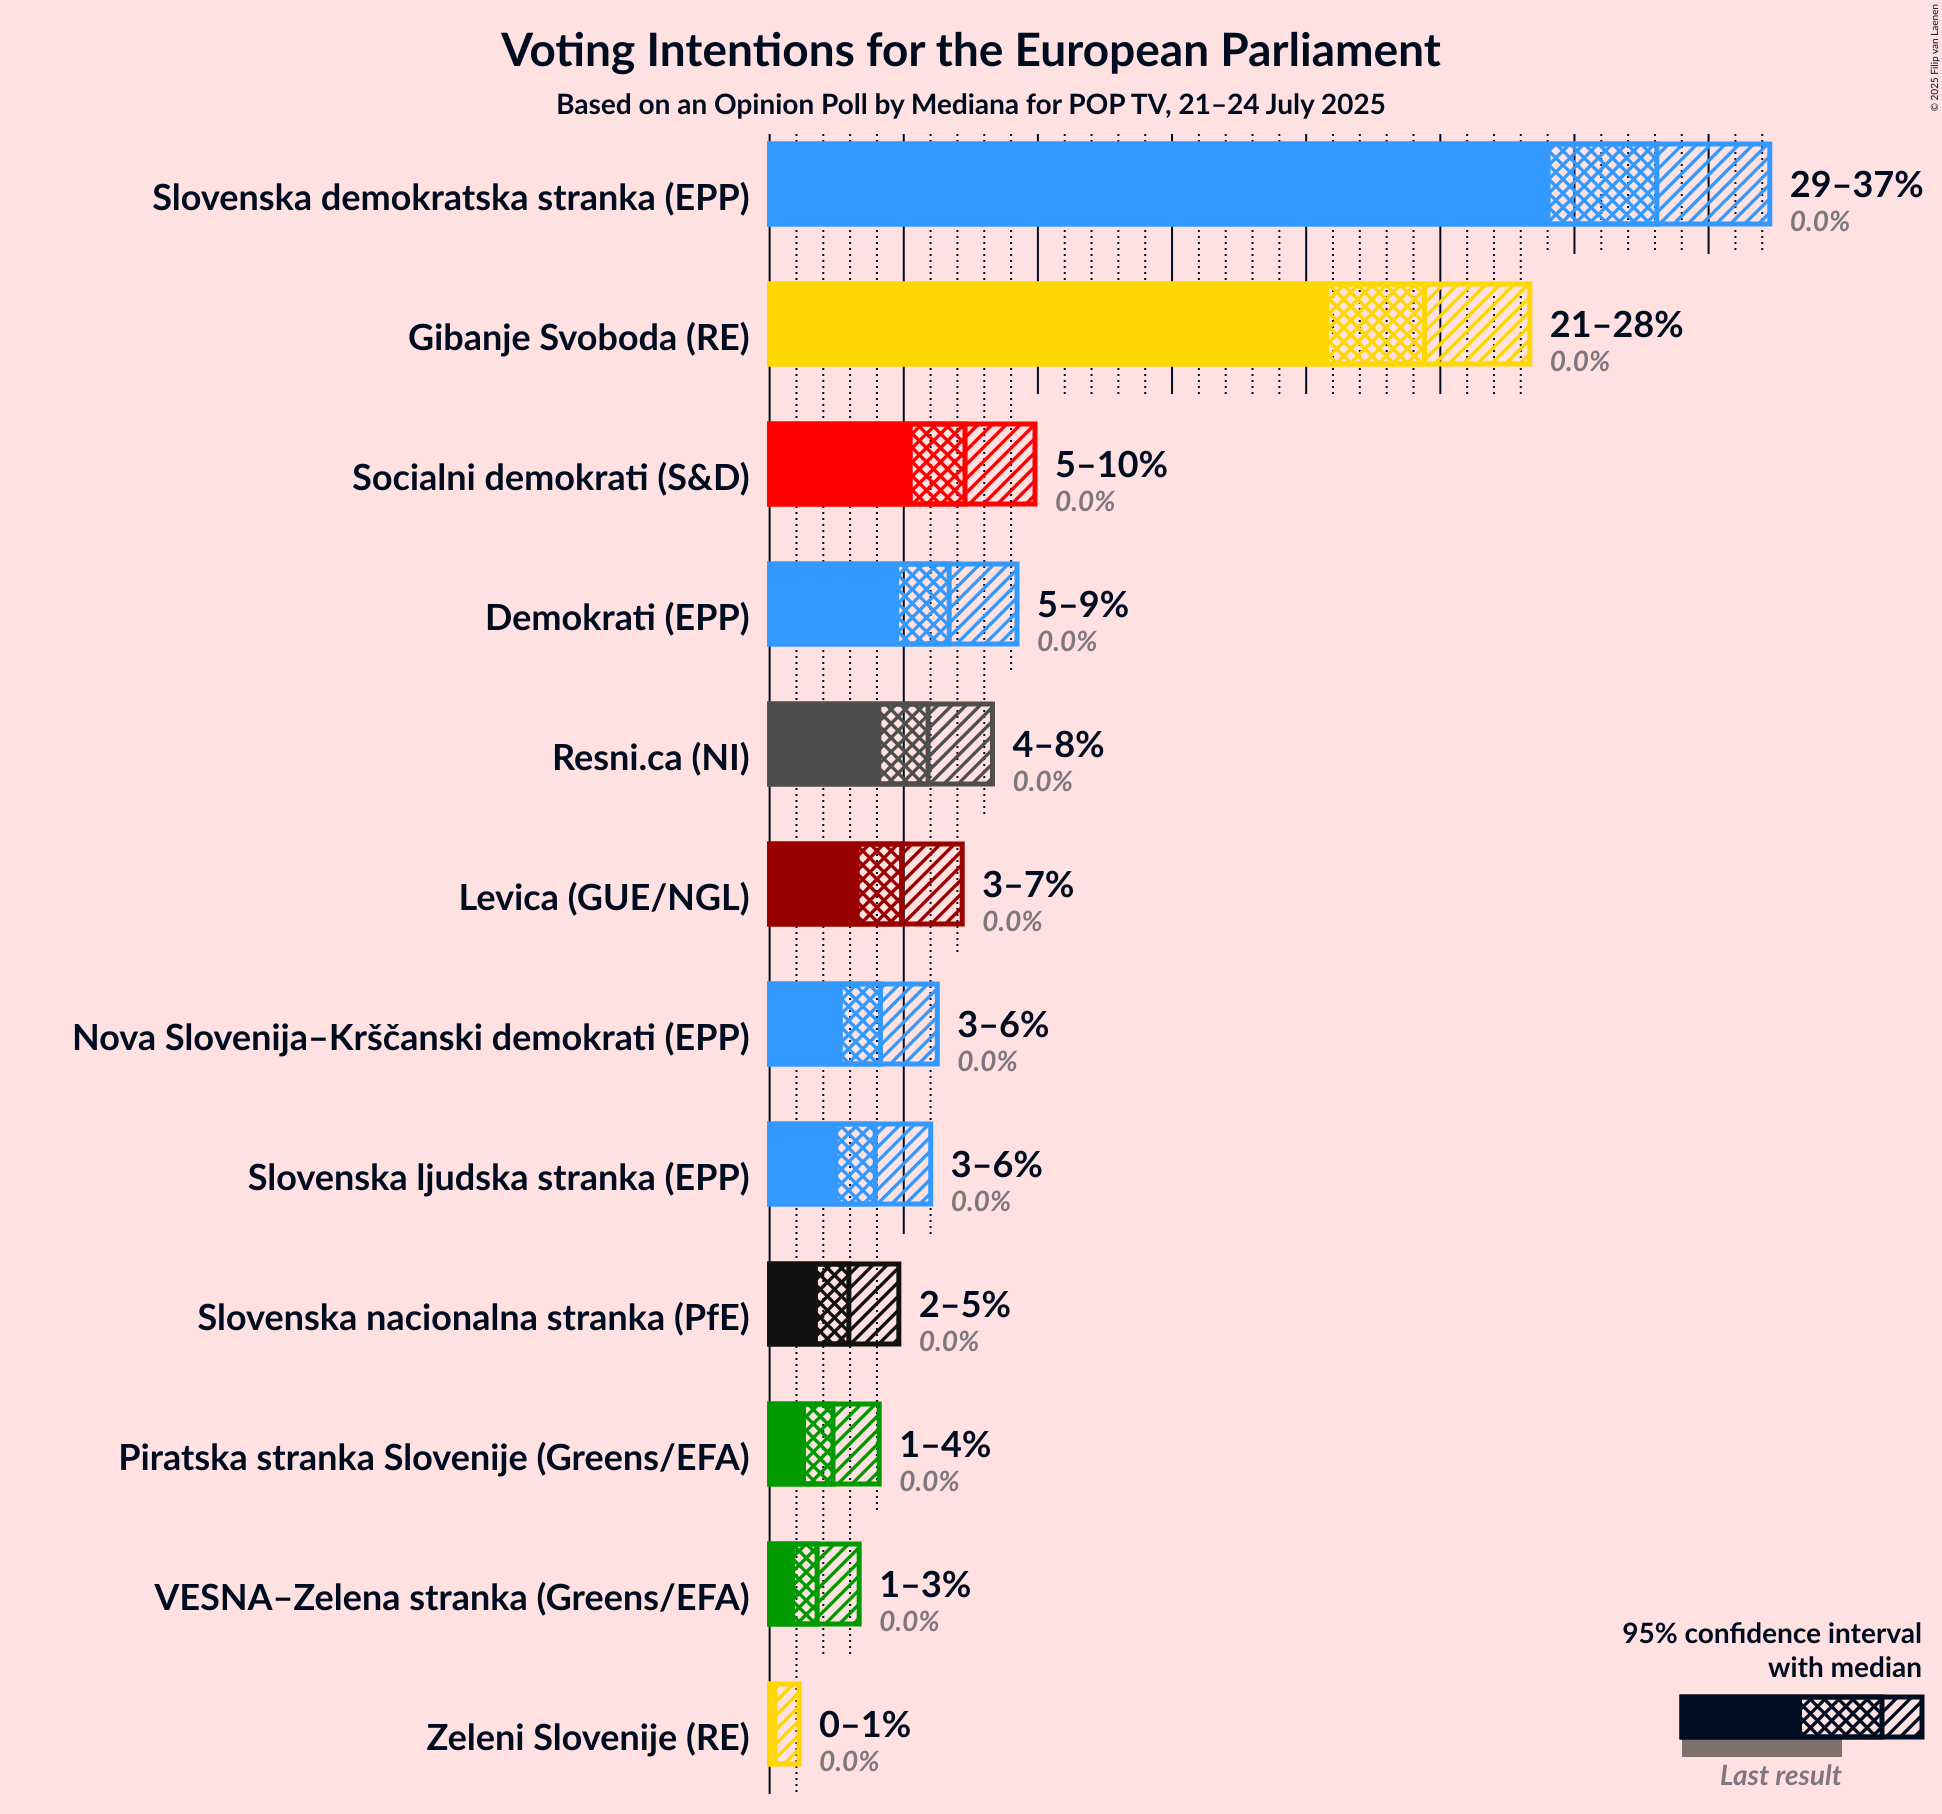 Voting Intentions for the European Parliament
Based on an Opinion Poll by Mediana for POP TV, 21–24 July 2025
© 2025 Filip van Laenen
Slovenska demokratska stranka (EPP)
29–37%
0.0%
Gibanje Svoboda (RE)
21–28%
0.0%
Socialni demokrati (S&D)
5–10%
0.0%
Demokrati (EPP)
5–9%
0.0%
Resni.ca (NI)
4–8%
0.0%
Levica (GUE/NGL)
3–7%
0.0%
Nova Slovenija–Krščanski demokrati (EPP)
3–6%
0.0%
Slovenska ljudska stranka (EPP)
3–6%
0.0%
Slovenska nacionalna stranka (PfE)
2–5%
0.0%
Piratska stranka Slovenije (Greens/EFA)
1–4%
0.0%
VESNA–Zelena stranka (Greens/EFA)
1–3%
0.0%
Zeleni Slovenije (RE)
0–1%
0.0%
95% confidence interval
with median
Last result